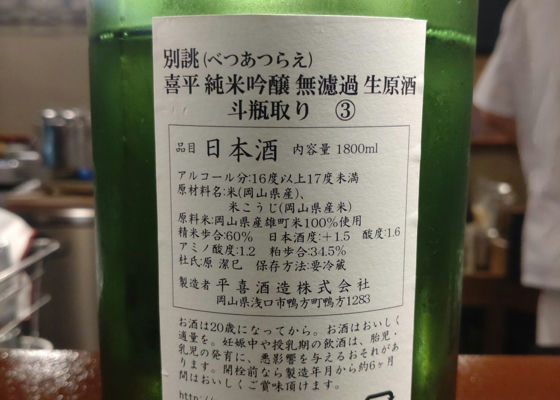 別誂(べつあつらえ)
喜平 純米吟醸 無濾過 生原酒
斗瓶取り ③
品目 日本酒 内容量 1800ml
アルコール分:16度以上17度未満
原材料名:米(岡山県産)、
米こうじ(岡山県産米)
原料米:岡山県産雄町米100%使用
精米歩合:60% 日本酒度:+1.5 酸度:1.6
アミノ酸度:1.2 粕歩合:34.5%
杜氏:原 潔巳 保存方法:要冷蔵
製造者 平喜酒造株式会社
岡山県浅口市鴨方町鴨方1283
お酒は20歳になってから。お酒はおいしく
適量を。妊娠中や授乳期の飲酒は、胎児・
乳児の発育に、悪影響を与えるおそれがあ
ります。開栓前なら製造年月から約6ヶ月
間はおいしくご賞味頂けます。
http:/